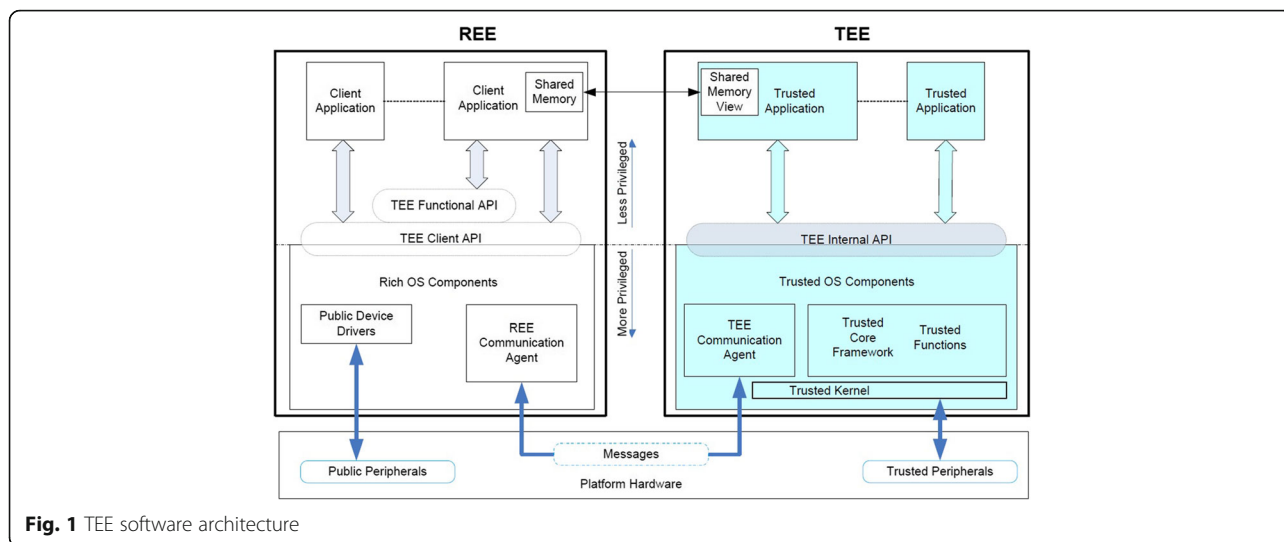 REE
TEE
Client
Application
Client
Application
Shared
Memory
Shared
Memory
View
Trusted
Application
Trusted
Application
Less Privileged
TEE Functional API
TEE Client API
TEE Internal API
More Privileged
Rich OS Components
Public Device
Drivers
REE
Communication
Agent
Trusted OS Components
TEE
Communication
Agent
Trusted
Core
Framework
Trusted
Functions
Trusted Kernel
Messages
Public Peripherals
Trusted Peripherals
Platform Hardware
Fig. 1 TEE software architecture